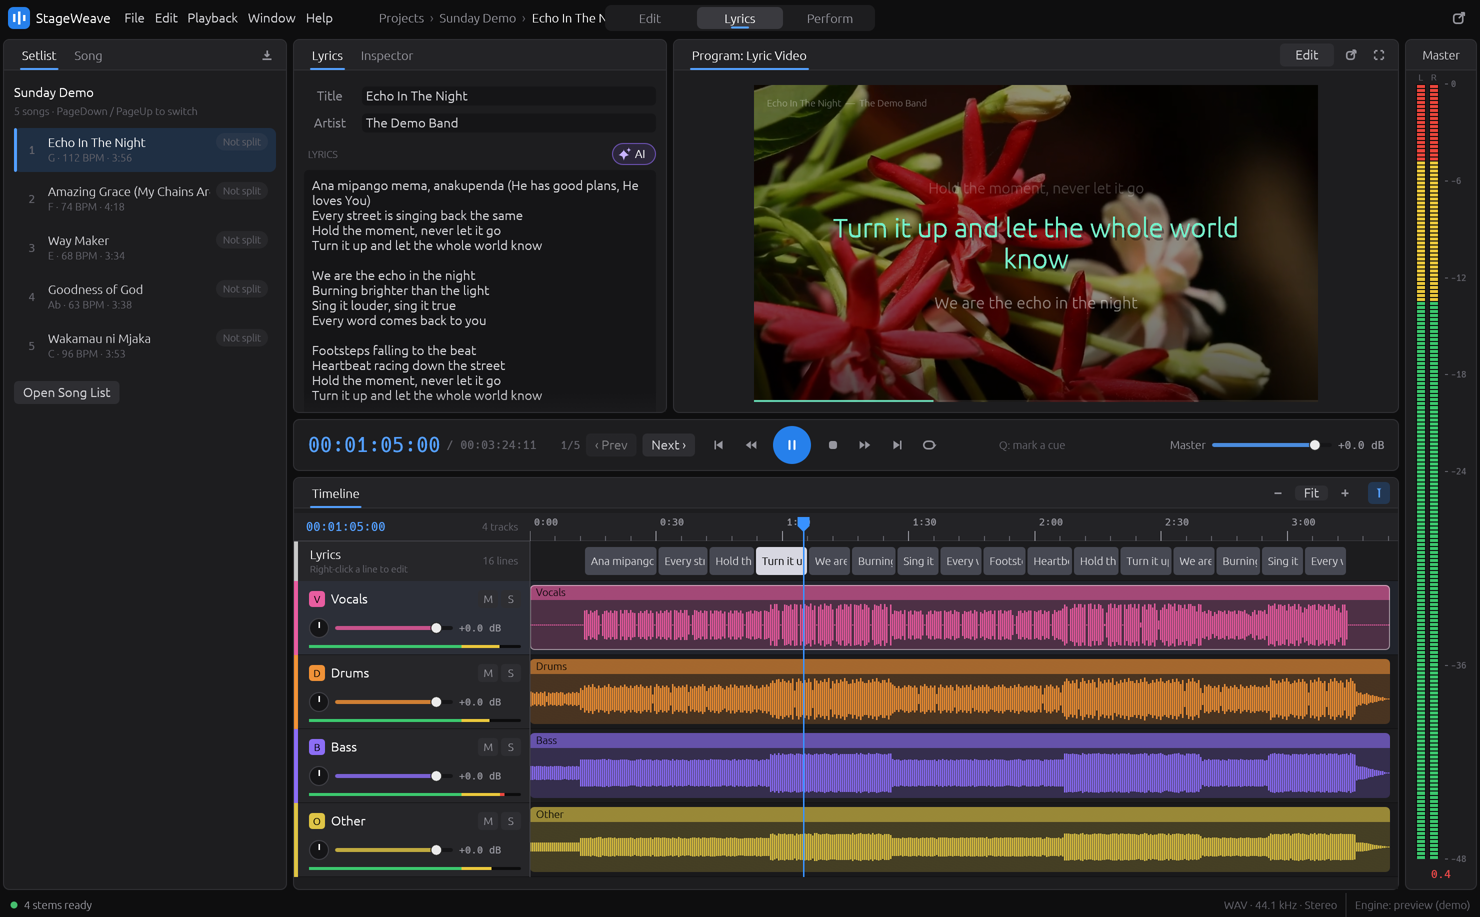 StageWeave File Edit Playback Window Help
Projects › Sunday Demo › Echo In The N
Edit Lyrics Perform
Setlist Song
Sunday Demo
5 songs · PageDown / PageUp to switch
1 Echo In The Night Not split
G · 112 BPM · 3:56
2 Amazing Grace (My Chains Ar Not split
F · 74 BPM · 4:18
3 Way Maker Not split
E · 68 BPM · 3:34
4 Goodness of God Not split
Ab · 63 BPM · 3:38
5 Wakamau ni Mjaka Not split
C · 96 BPM · 3:53
Open Song List
Lyrics Inspector
Title Echo In The Night
Artist The Demo Band
LYRICS AI
Ana mipango mema, anakupenda (He has good plans, He
loves You)
Every street is singing back the same
Hold the moment, never let it go
Turn it up and let the whole world know
We are the echo in the night
Burning brighter than the light
Sing it louder, sing it true
Every word comes back to you
Footsteps falling to the beat
Heartbeat racing down the street
Hold the moment, never let it go
Turn it up and let the whole world know
Program: Lyric Video Edit
Echo In The Night — The Demo Band
Hold the moment, never let it go
Turn it up and let the whole world
know
We are the echo in the night
Master
L R
-0
--6
--12
--18
--24
--36
--48
0.4
00:01:05:00 / 00:03:24:11 1/5 ‹ Prev Next › Q: mark a cue Master +0.0 dB
Timeline − Fit +
00:01:05:00 4 tracks
0:00 0:30 1: 1:30 2:00 2:30 3:00
Lyrics 16 lines
Right-click a line to edit
Ana mipango Every str Hold th Turn it u We are Burning Sing it Every v Footst Heartb Hold th Turn it u We are Burning Sing it Every v
V Vocals M S
+0.0 dB
Vocals
D Drums M S
+0.0 dB
Drums
B Bass M S
+0.0 dB
Bass
O Other M S
+0.0 dB
Other
4 stems ready
WAV · 44.1 kHz · Stereo Engine: preview (demo)